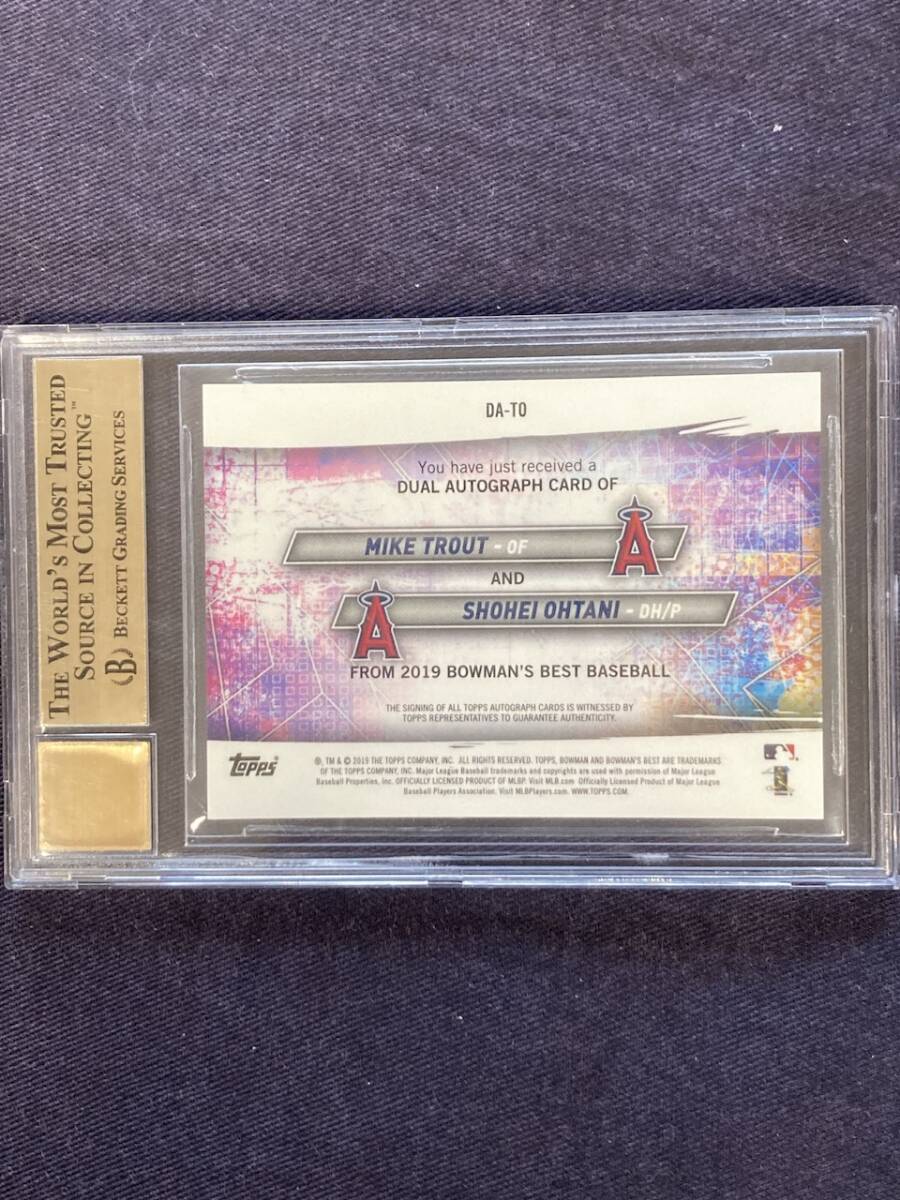 THE WORLD'S MOST TRUSTED
SOURCE IN COLLECTING™
B BECKETT GRADING SERVICES
DA-TO
You have just received a
DUAL AUTOGRAPH CARD OF
MIKE TROUT - OF
A
AND
A
SHOHEI OHTANI - DH/P
FROM 2019 BOWMAN'S BEST BASEBALL
THE SIGNING OF ALL TOPPS AUTOGRAPH CARDS IS WITNESSED BY
TOPPS REPRESENTATIVES TO GUARANTEE AUTHENTICITY.
topps
®, TM & © 2019 THE TOPPS COMPANY, INC. ALL RIGHTS RESERVED. TOPPS, BOWMAN AND BOWMAN'S BEST ARE TRADEMARKS
OF THE TOPPS COMPANY, INC. Major League Baseball trademarks and copyrights are used with permission of Major League
Baseball Properties, Inc. OFFICIALLY LICENSED PRODUCT OF MLBP. Visit MLB.com Officially Licensed Product of Major League
Baseball Players Association. Visit MLBPlayers.com. WWW.TOPPS.COM.